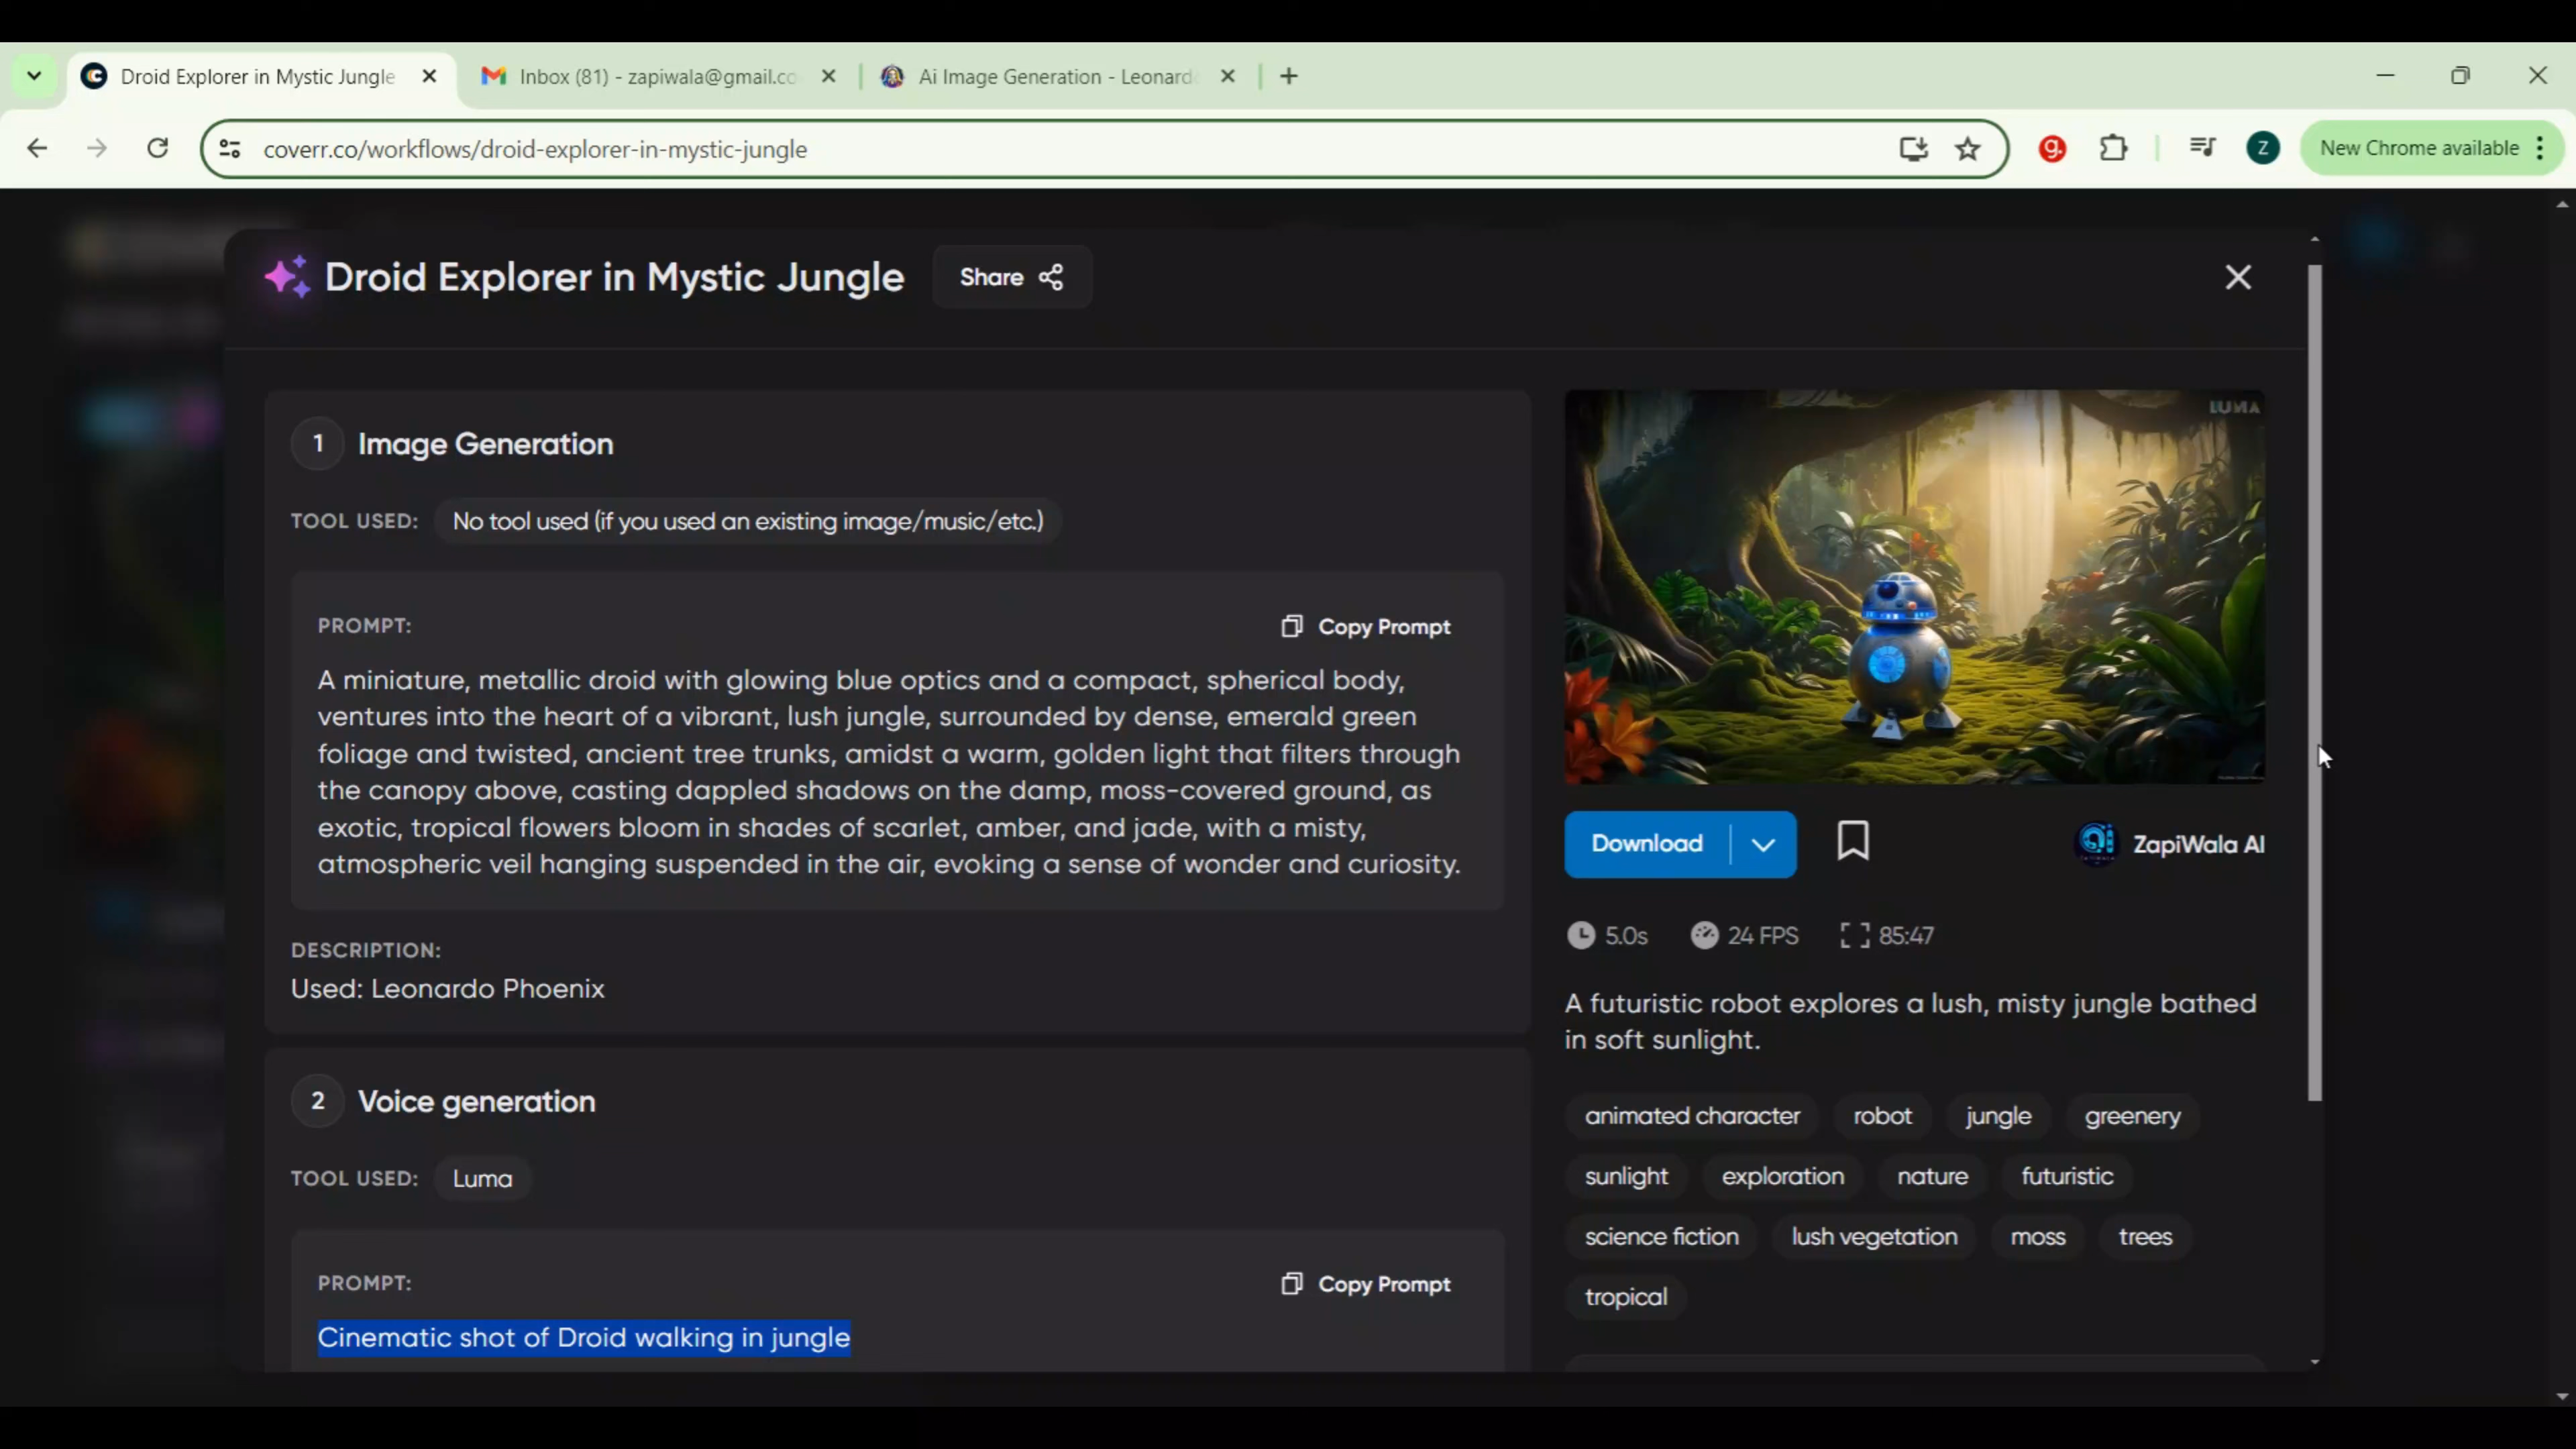 Droid Explorer in Mystic Jungle
Inbox (81) - zapiwala@gmail.co
Ai Image Generation - Leonard
coverr.co/workflows/droid-explorer-in-mystic-jungle
g.
Z
New Chrome available
Droid Explorer in Mystic Jungle
Share
1 Image Generation
TOOL USED: No tool used (if you used an existing image/music/etc.)
PROMPT:
Copy Prompt
A miniature, metallic droid with glowing blue optics and a compact, spherical body,
ventures into the heart of a vibrant, lush jungle, surrounded by dense, emerald green
foliage and twisted, ancient tree trunks, amidst a warm, golden light that filters through
the canopy above, casting dappled shadows on the damp, moss-covered ground, as
exotic, tropical flowers bloom in shades of scarlet, amber, and jade, with a misty,
atmospheric veil hanging suspended in the air, evoking a sense of wonder and curiosity.
DESCRIPTION:
Used: Leonardo Phoenix
2 Voice generation
TOOL USED: Luma
PROMPT:
Copy Prompt
Cinematic shot of Droid walking in jungle
LUMA
Download
ZapiWala AI
5.0s 24 FPS 85:47
A futuristic robot explores a lush, misty jungle bathed
in soft sunlight.
animated character robot jungle greenery
sunlight exploration nature futuristic
science fiction lush vegetation moss trees
tropical